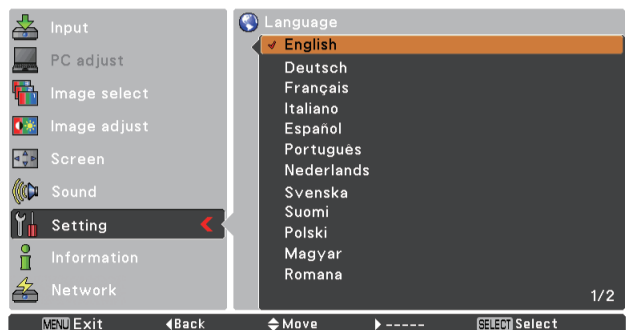 Input
PC adjust
Image select
Image adjust
Screen
Sound
Setting
Information
Network
Language
English
Deutsch
Français
Italiano
Español
Português
Nederlands
Svenska
Suomi
Polski
Magyar
Romana
1/2
MENU Exit ◀Back Move ▶----- SELECT Select